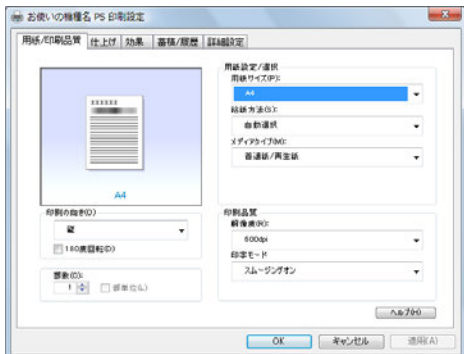 お使いの機種名 PS 印刷設定
用紙/印刷品質 仕上げ 効果 蓄積/履歴 詳細設定
A4
印刷の向き(O)
縦
180度回転(D)
部数(C):
1 部単位(L)
用紙設定/選択
用紙サイズ(P):
A4
給紙方法(S):
自動選択
メディアタイプ(M):
普通紙/再生紙
印刷品質
解像度(R):
600dpi
印字モード
スムージングオン
ヘルプ(H)
OK キャンセル 適用(A)